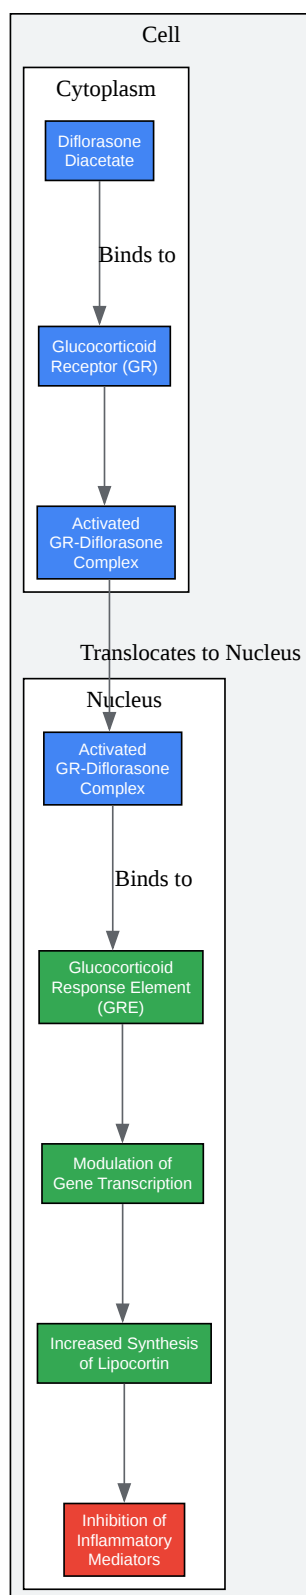 Cell
Cytoplasm
Diflorasone
Diacetate
Binds to
Glucocorticoid
Receptor (GR)
Activated
GR-Diflorasone
Complex
Translocates to Nucleus
Nucleus
Activated
GR-Diflorasone
Complex
Binds to
Glucocorticoid
Response Element
(GRE)
Modulation of
Gene Transcription
Increased Synthesis
of Lipocortin
Inhibition of
Inflammatory
Mediators